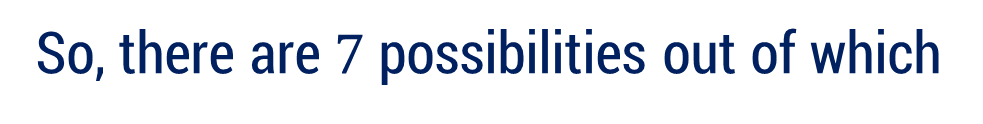 So, there are 7 possibilities out of which